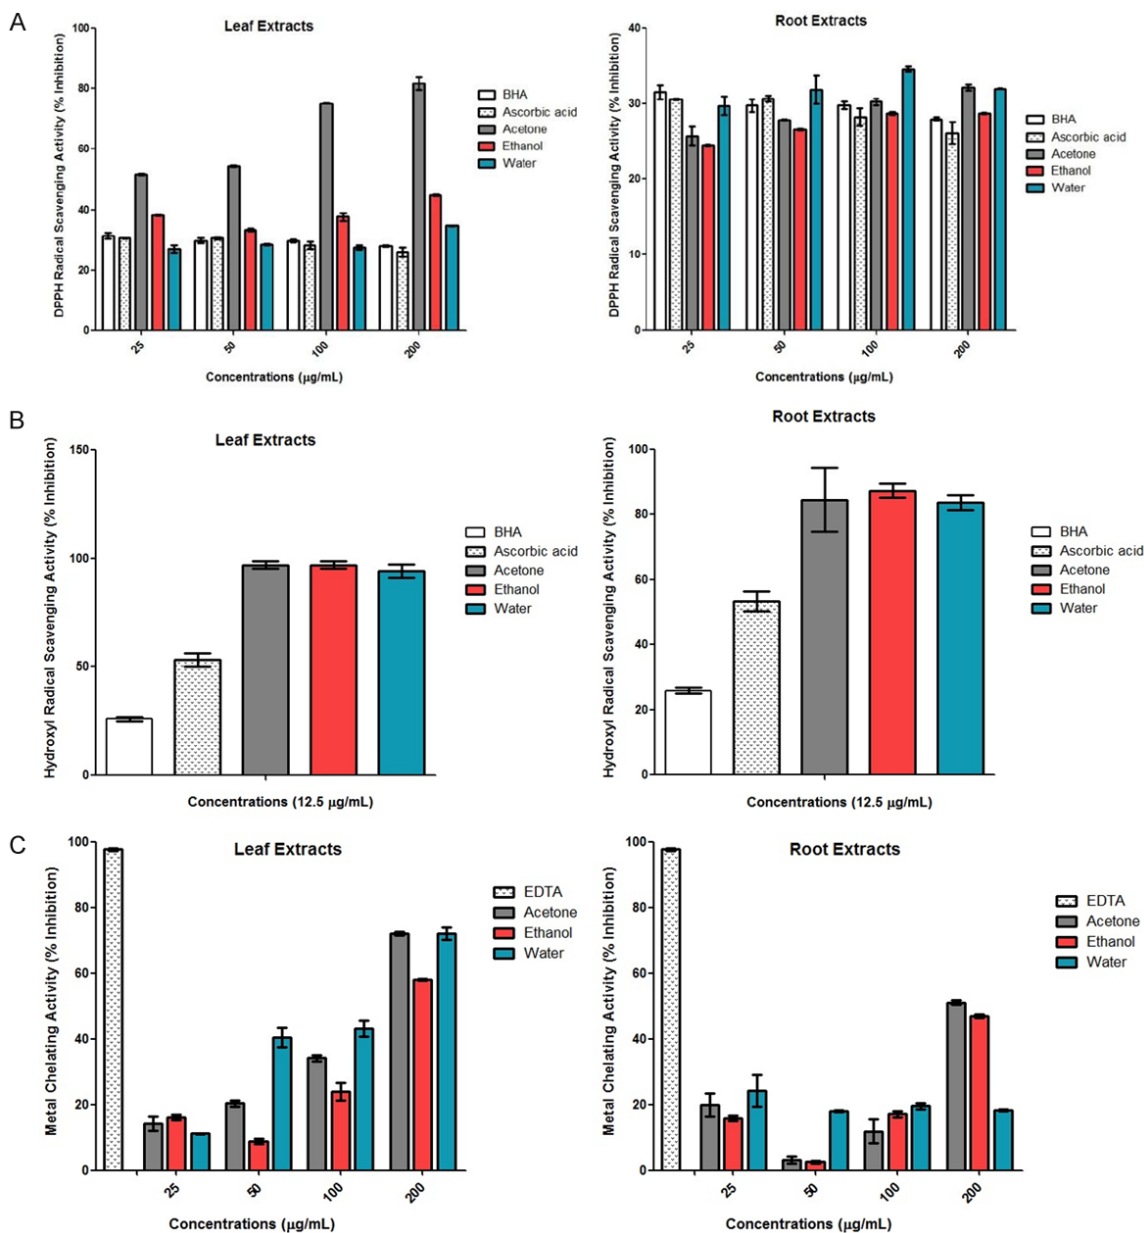 A
Leaf Extracts
DPPH Radical Scavenging Activity (% Inhibition)
100
80
60
40
20
0
25
50
100
200
Concentrations (µg/mL)
BHA
Ascorbic acid
Acetone
Ethanol
Water
Root Extracts
DPPH Radical Scavenging Activity (% Inhibition)
40
30
20
10
0
25
50
100
200
Concentrations (µg/mL)
BHA
Ascorbic acid
Acetone
Ethanol
Water
B
Leaf Extracts
Hydroxyl Radical Scavenging Activity (% Inhibition)
150
100
50
0
Concentrations (12.5 µg/mL)
BHA
Ascorbic acid
Acetone
Ethanol
Water
Root Extracts
Hydroxyl Radical Scavenging Activity (% Inhibition)
100
80
60
40
20
0
Concentrations (12.5 µg/mL)
BHA
Ascorbic acid
Acetone
Ethanol
Water
C
Leaf Extracts
Metal Chelating Activity (% Inhibition)
100
80
60
40
20
0
25
50
100
200
Concentrations (µg/mL)
EDTA
Acetone
Ethanol
Water
Root Extracts
Metal Chelating Activity (% Inhibition)
100
80
60
40
20
0
25
50
100
200
Concentrations (µg/mL)
EDTA
Acetone
Ethanol
Water